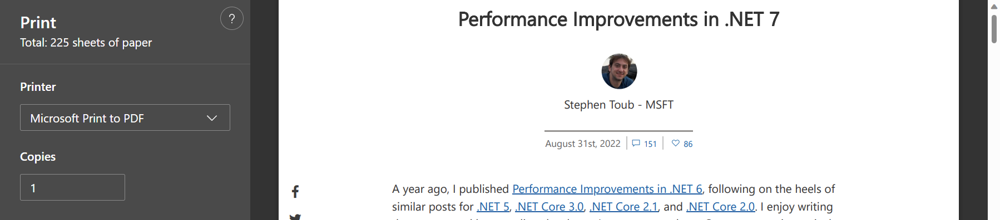 Print
?
Total: 225 sheets of paper
Printer
Microsoft Print to PDF
Copies
1
Performance Improvements in .NET 7
Stephen Toub - MSFT
August 31st, 2022 151 86
A year ago, I published Performance Improvements in .NET 6, following on the heels of
similar posts for .NET 5, .NET Core 3.0, .NET Core 2.1, and .NET Core 2.0. I enjoy writing